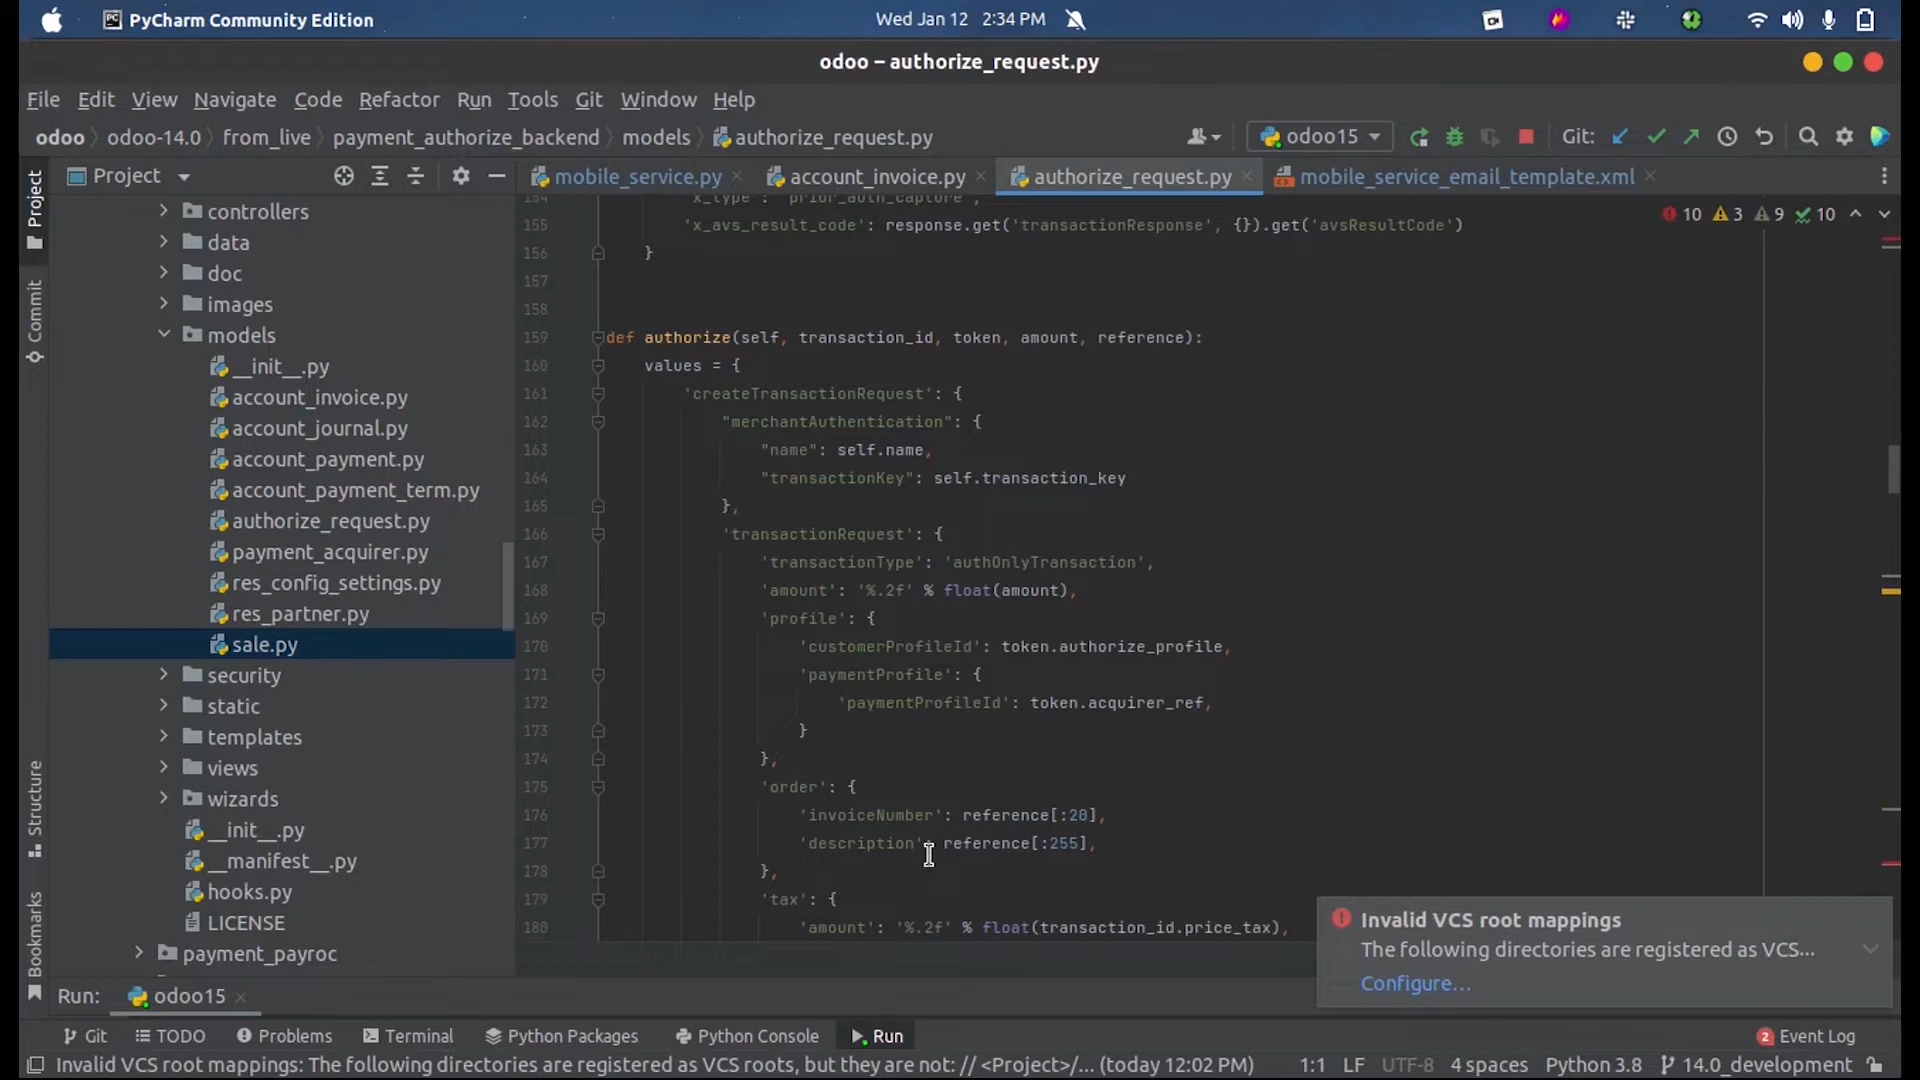 PyCharm Community Edition
Wed Jan 12 2:34 PM
odoo – authorize_request.py
File Edit View Navigate Code Refactor Run Tools Git Window Help
odoo odoo-14.0 from_live payment_authorize_backend models authorize_request.py
odoo15 Git:
Project
mobile_service.py account_invoice.py authorize_request.py mobile_service_email_template.xml
10 3 9 10
Project
Commit
Structure
Bookmarks
controllers
data
doc
images
models
__init__.py
account_invoice.py
account_journal.py
account_payment.py
account_payment_term.py
authorize_request.py
payment_acquirer.py
res_config_settings.py
res_partner.py
sale.py
security
static
templates
views
wizards
__init__.py
__manifest__.py
hooks.py
LICENSE
payment_payroc
154 'x_type': 'prior_auth_capture',
155 'x_avs_result_code': response.get('transactionResponse', {}).get('avsResultCode')
156 }
157
158
159 def authorize(self, transaction_id, token, amount, reference):
160 values = {
161 'createTransactionRequest': {
162 "merchantAuthentication": {
163 "name": self.name,
164 "transactionKey": self.transaction_key
165 },
166 'transactionRequest': {
167 'transactionType': 'authOnlyTransaction',
168 'amount': '%.2f' % float(amount),
169 'profile': {
170 'customerProfileId': token.authorize_profile,
171 'paymentProfile': {
172 'paymentProfileId': token.acquirer_ref,
173 }
174 },
175 'order': {
176 'invoiceNumber': reference[:20],
177 'description': reference[:255],
178 },
179 'tax': {
180 'amount': '%.2f' % float(transaction_id.price_tax),
Invalid VCS root mappings
The following directories are registered as VCS...
Configure...
Run: odoo15
Git TODO Problems Terminal Python Packages Python Console Run 2 Event Log
Invalid VCS root mappings: The following directories are registered as VCS roots, but they are not: // <Project>/... (today 12:02 PM) 1:1 LF UTF-8 4 spaces Python 3.8 14.0_development